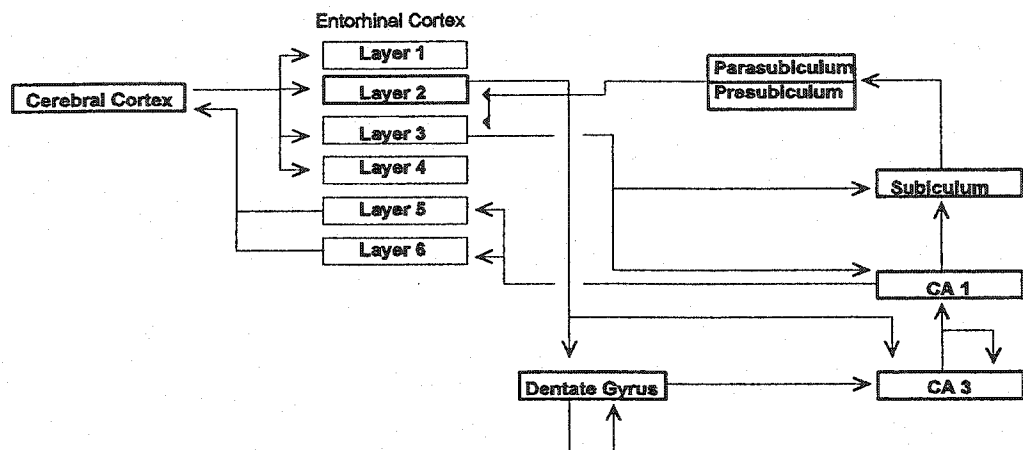 Entorhinal Cortex
Layer 1
Cerebral Cortex
Layer 2
Layer 3
Layer 4
Layer 5
Layer 6
Parasubiculum
Presubiculum
Subiculum
CA 1
Dentate Gyrus
CA 3